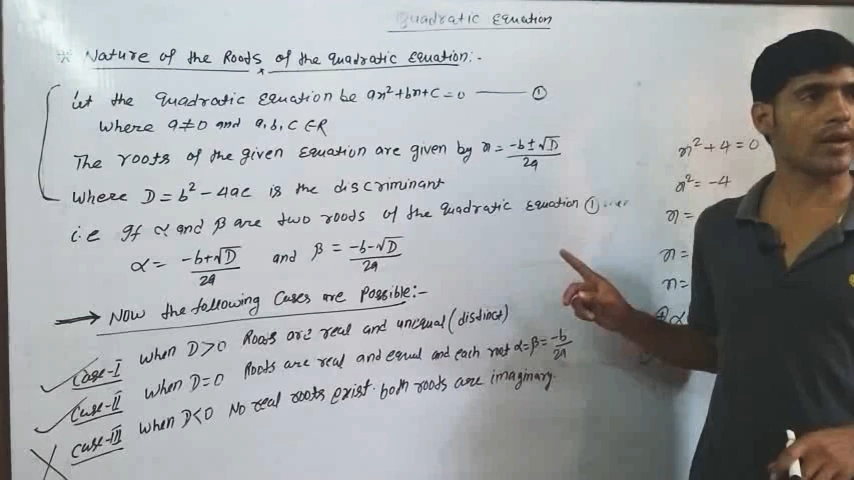 Quadratic Equation
* Nature of the Roots of the quadratic Equation:-
Let the quadratic Equation be ax²+bx+c=0 —— ①
where a≠0 and a, b, c ∈ R
The roots of the given Equation are given by x = (-b±√D)/2a
where D = b² - 4ac is the discriminant
i.e If α and β are two roots of the quadratic Equation ①
α = (-b+√D)/2a and β = (-b-√D)/2a
→ Now the following Cases are Possible:-
Case-I when D>0 Roots are real and unequal (distinct)
Case-II when D=0 Roots are real and equal and each root α=β= -b/2a
Case-III when D<0 No real roots exist. both roots are imaginary.
x² + 4 = 0
x² = -4
x =
x =
x =
α